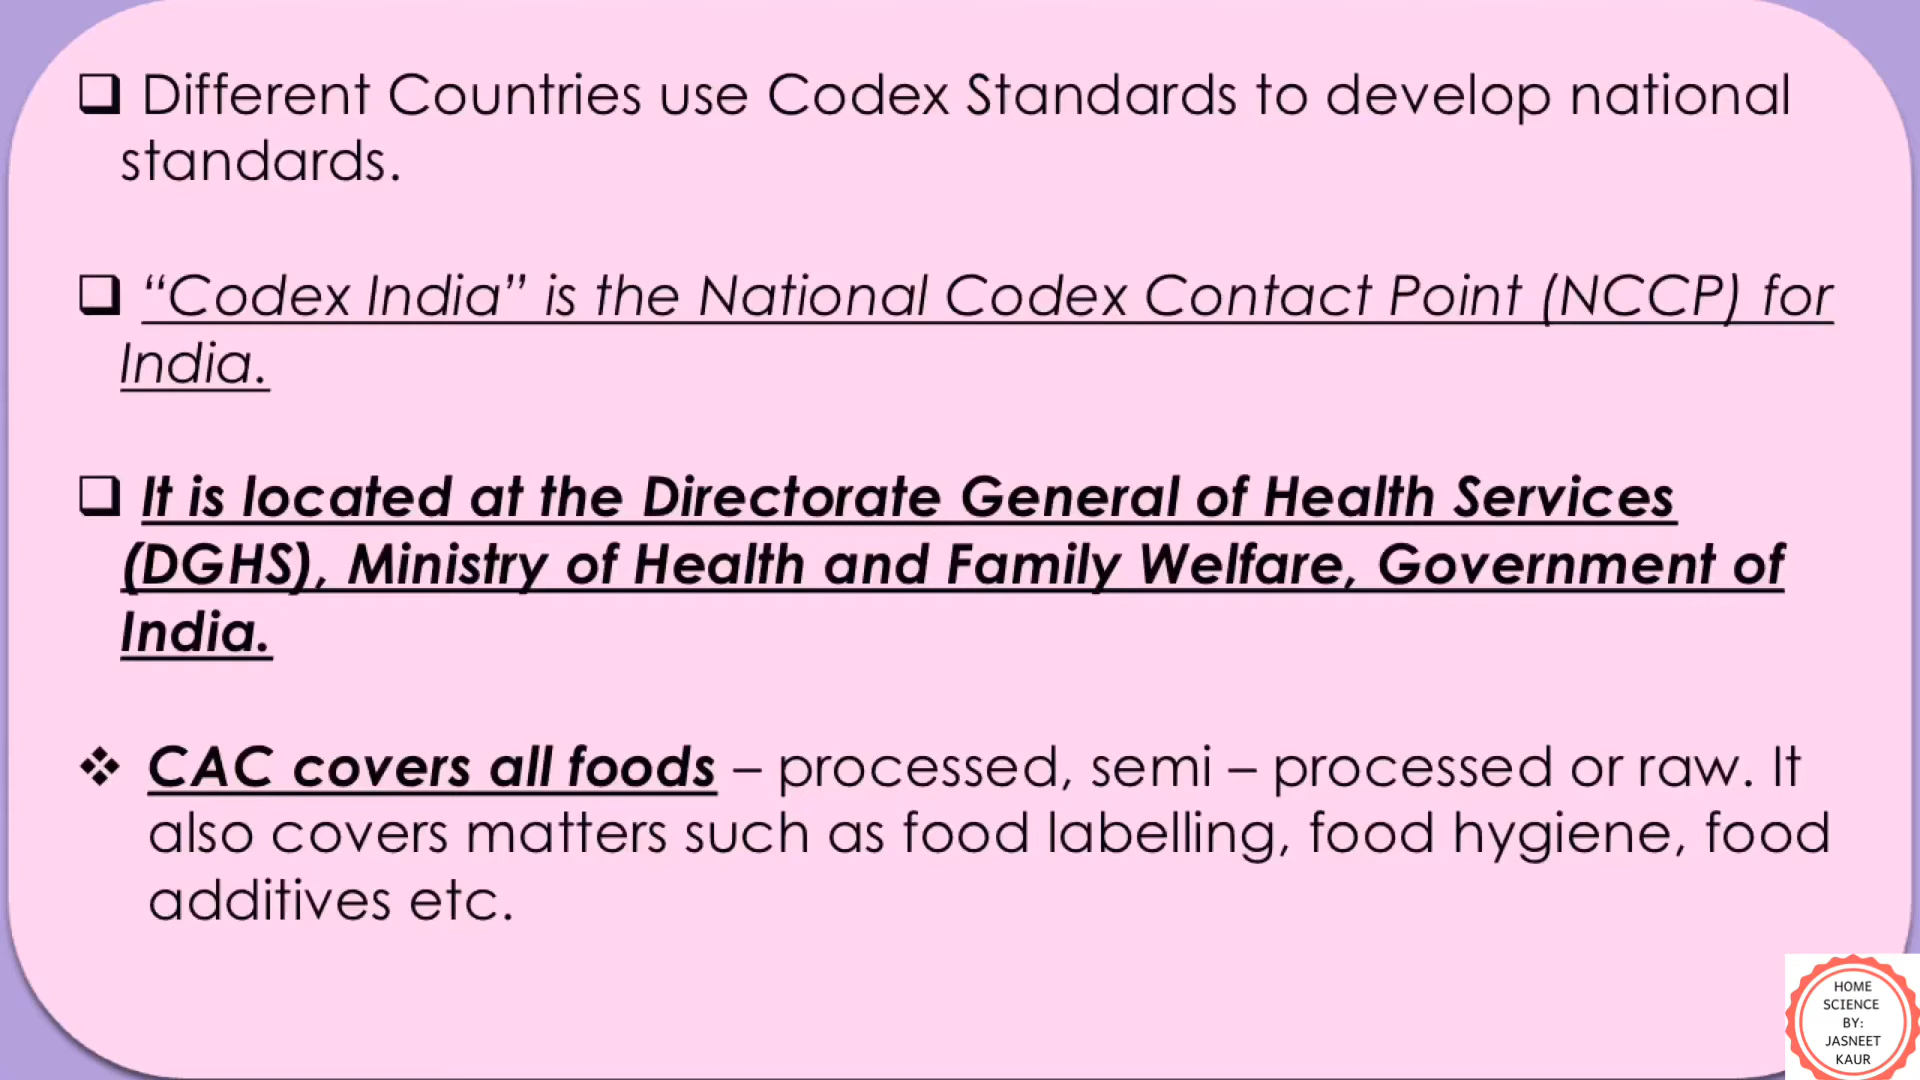 Different Countries use Codex Standards to develop national
standards.
“Codex India” is the National Codex Contact Point (NCCP) for
India.
It is located at the Directorate General of Health Services
(DGHS), Ministry of Health and Family Welfare, Government of
India.
CAC covers all foods – processed, semi – processed or raw. It
also covers matters such as food labelling, food hygiene, food
additives etc.
HOME
SCIENCE
BY:
JASNEET
KAUR